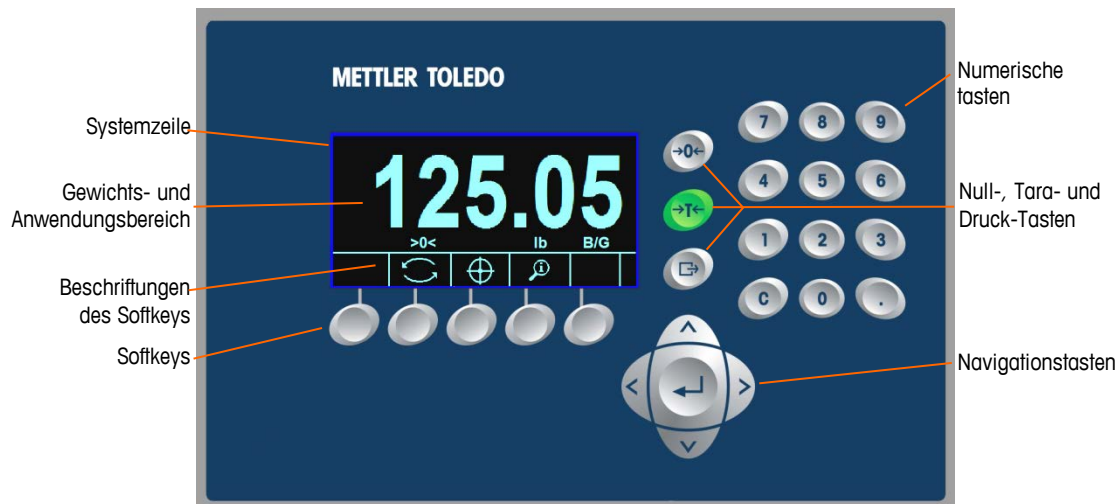 METTLER TOLEDO
Systemzeile
Gewichts- und
Anwendungsbereich
Beschriftungen
des Softkeys
Softkeys
125.05
>0< lb B/G
→0←
→T←
7 8 9
4 5 6
1 2 3
C 0 .
Numerische
tasten
Null-, Tara- und
Druck-Tasten
Navigationstasten